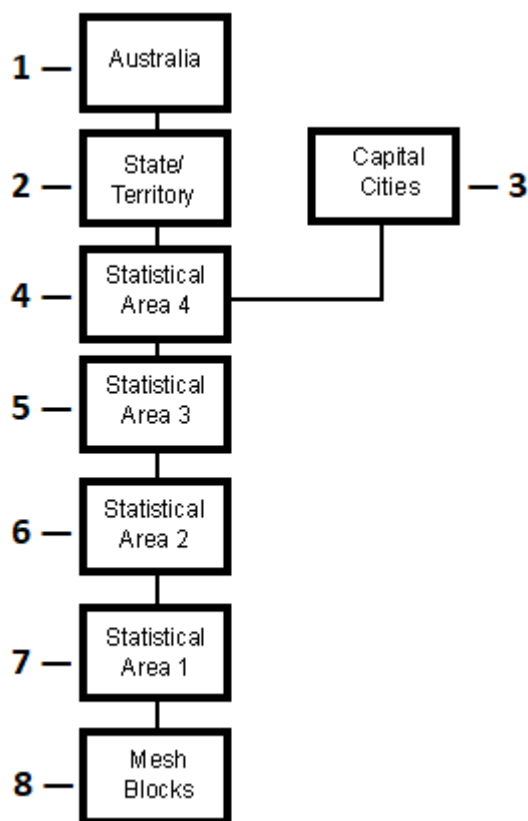 1 — Australia
2 — State/
Territory
Capital
Cities — 3
4 — Statistical
Area 4
5 — Statistical
Area 3
6 — Statistical
Area 2
7 — Statistical
Area 1
8 — Mesh
Blocks